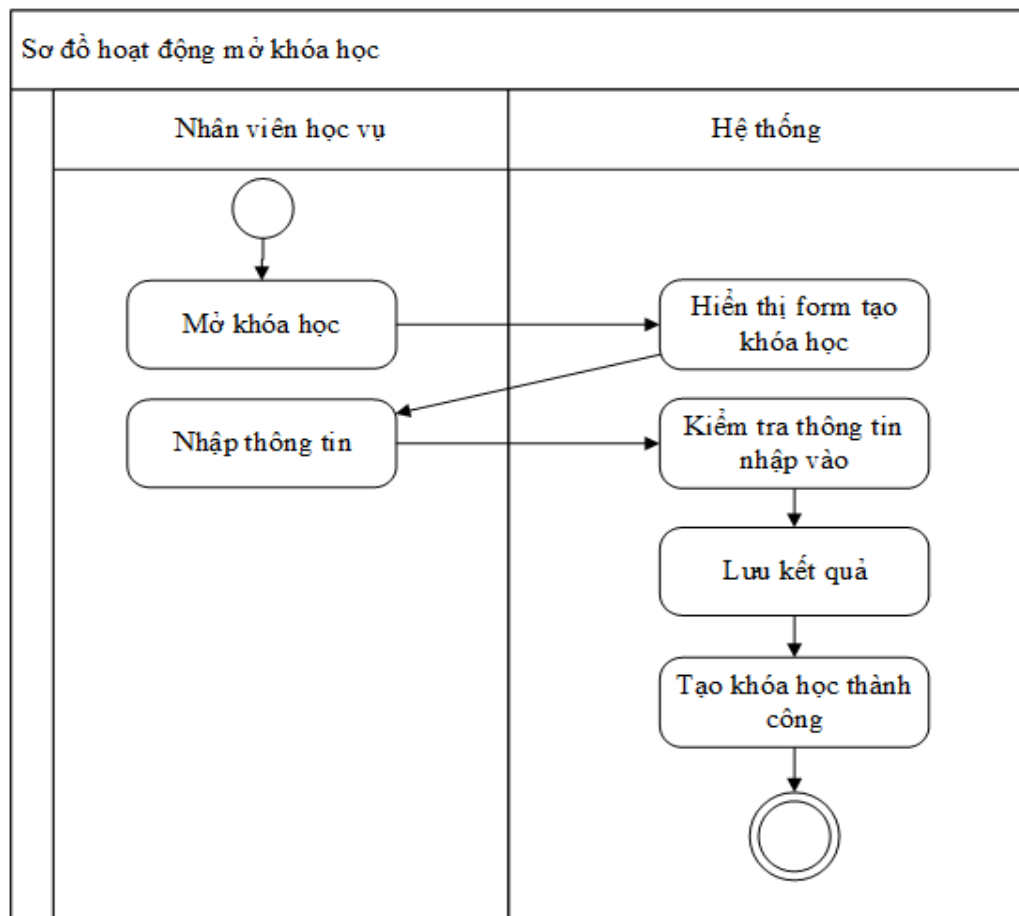 Sơ đồ hoạt động mở khóa học
Nhân viên học vụ
Hệ thống
Mở khóa học
Hiển thị form tạo
khóa học
Nhập thông tin
Kiểm tra thông tin
nhập vào
Lưu kết quả
Tạo khóa học thành
công